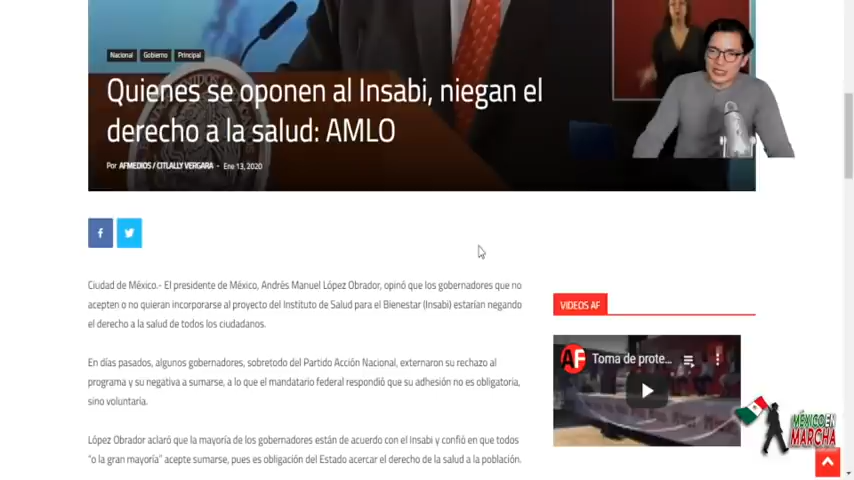 Nacional Gobierno Principal
Quienes se oponen al Insabi, niegan el
derecho a la salud: AMLO
Por AFMEDIOS / CITLALLY VERGARA - Ene 13, 2020
Ciudad de México.- El presidente de México, Andrés Manuel López Obrador, opinó que los gobernadores que no
acepten o no quieran incorporarse al proyecto del Instituto de Salud para el Bienestar (Insabi) estarían negando
el derecho a la salud de todos los ciudadanos.
En días pasados, algunos gobernadores, sobretodo del Partido Acción Nacional, externaron su rechazo al
programa y su negativa a sumarse, a lo que el mandatario federal respondió que su adhesión no es obligatoria,
sino voluntaria.
López Obrador aclaró que la mayoría de los gobernadores están de acuerdo con el Insabi y confió en que todos
"o la gran mayoría" acepte sumarse, pues es obligación del Estado acercar el derecho de la salud a la población.
VIDEOS AF
AF Toma de prote...
MÉXICO EN
MARCHA